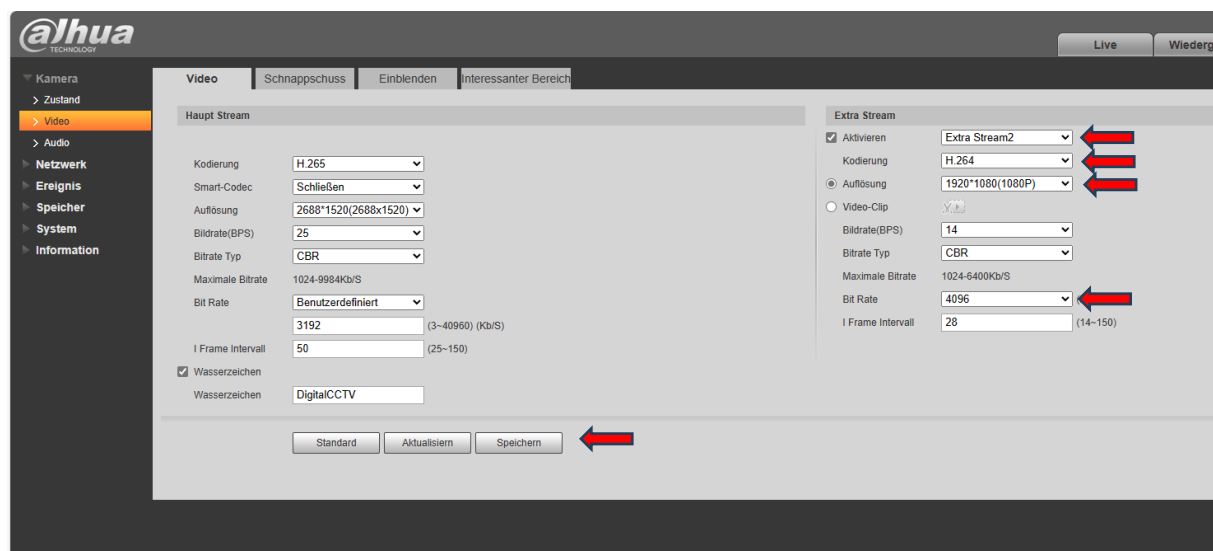 alhua
TECHNOLOGY
Live
Wiederg
Kamera
Zustand
Video
Audio
Netzwerk
Ereignis
Speicher
System
Information
Video
Schnappschuss
Einblenden
Interessanter Bereich
Haupt Stream
Kodierung H.265
Smart-Codec Schließen
Auflösung 2688*1520(2688x1520)
Bildrate(BPS) 25
Bitrate Typ CBR
Maximale Bitrate 1024-9984Kb/S
Bit Rate Benutzerdefiniert
3192 (3~40960) (Kb/S)
I Frame Intervall 50 (25~150)
Wasserzeichen
Wasserzeichen DigitalCCTV
Standard
Aktualisiern
Speichern
Extra Stream
Aktivieren Extra Stream2
Kodierung H.264
Auflösung 1920*1080(1080P)
Video-Clip
Bildrate(BPS) 14
Bitrate Typ CBR
Maximale Bitrate 1024-6400Kb/S
Bit Rate 4096
I Frame Intervall 28 (14~150)